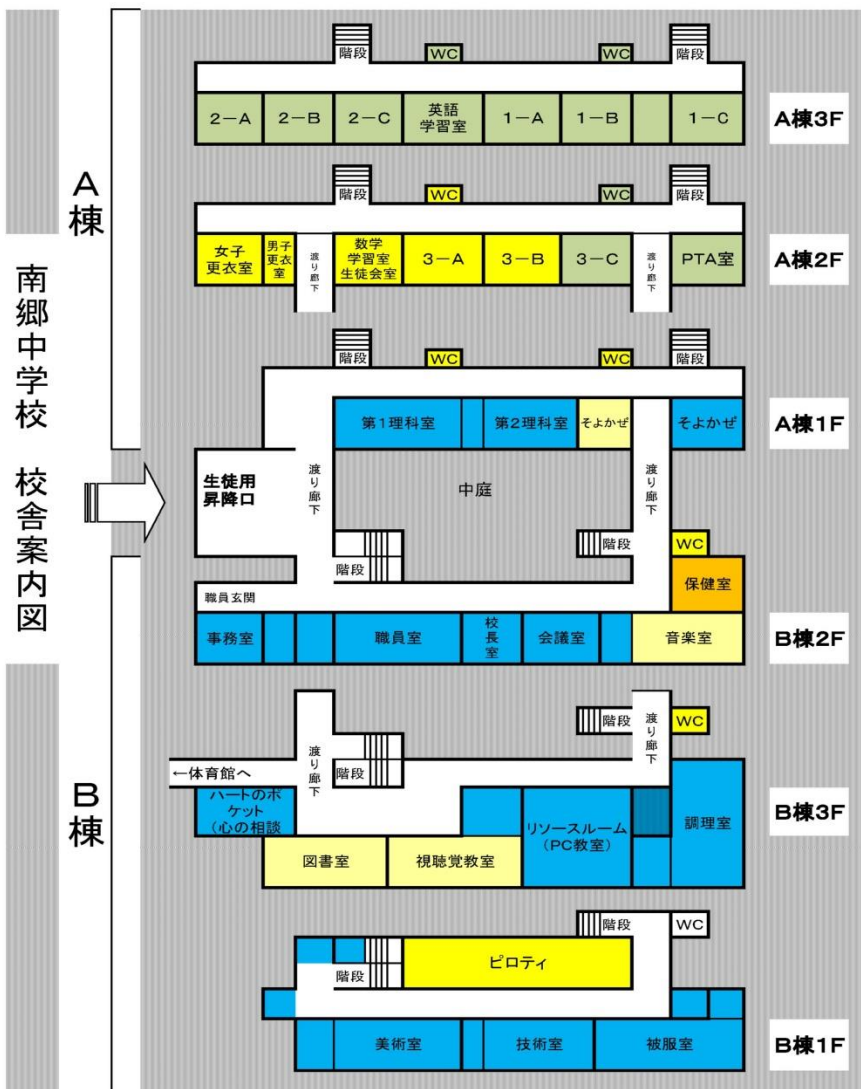 南郷中学校 校舎案内図
A棟
B棟
階段
WC
WC
階段
2-A
2-B
2-C
英語
学習室
1-A
1-B
1-C
A棟3F
階段
WC
WC
階段
女子
更衣室
男子
更衣
室
渡り廊下
数学
学習室
生徒会室
3-A
3-B
3-C
渡り廊下
PTA室
A棟2F
階段
WC
WC
階段
第1理科室
第2理科室
そよかぜ
そよかぜ
A棟1F
生徒用
昇降口
渡り廊下
中庭
渡り廊下
階段
階段
WC
保健室
職員玄関
事務室
職員室
校長室
会議室
音楽室
B棟2F
渡り廊下
階段
階段
渡り廊下
WC
←体育館へ
ハートのポ
ケット
(心の相談
リソースルーム
(PC教室)
調理室
図書室
視聴覚教室
B棟3F
階段
WC
階段
ピロティ
美術室
技術室
被服室
B棟1F